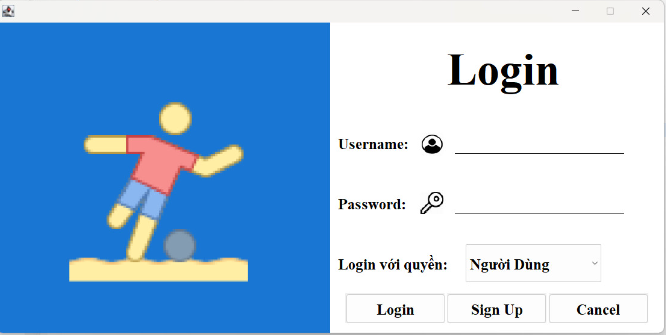 Login
Username:
Password:
Login với quyền: Người Dùng
Login Sign Up Cancel